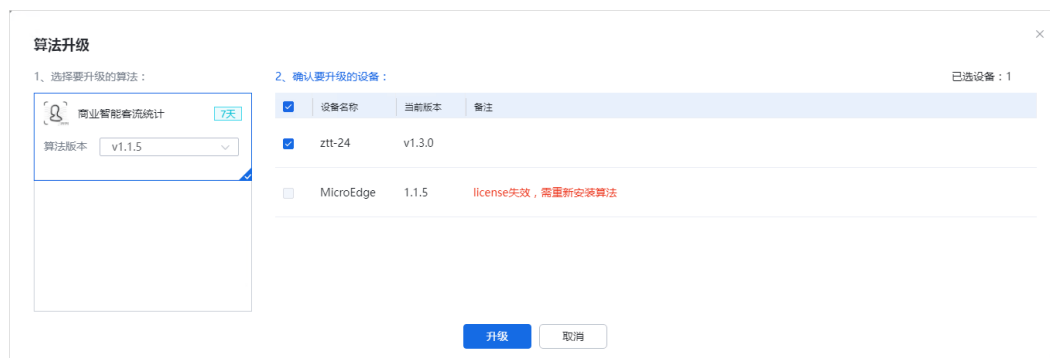 算法升级
1、选择要升级的算法：
2、确认要升级的设备：
已选设备：1
商业智能客流统计
7天
算法版本
v1.1.5
设备名称
当前版本
备注
ztt-24
v1.3.0
MicroEdge
1.1.5
license失效，需重新安装算法
升级
取消